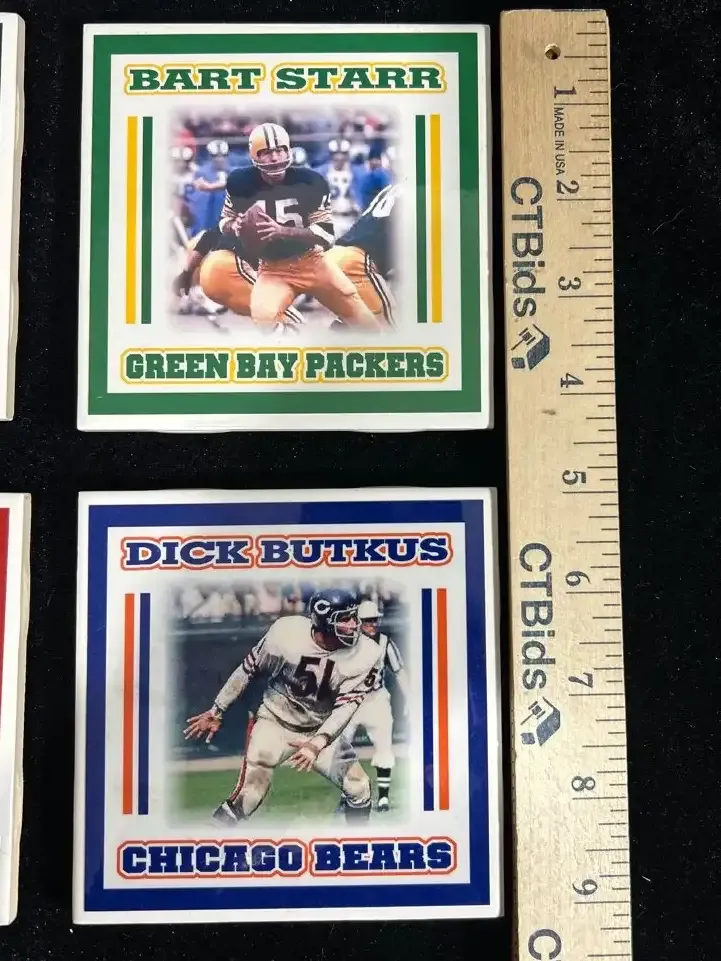 BART STARR
15
GREEN BAY PACKERS
DICK BUTKUS
C
51
CHICAGO BEARS
1
MADE IN USA
2
CTBids
3
4
5
6
CTBids
7
8
9
C